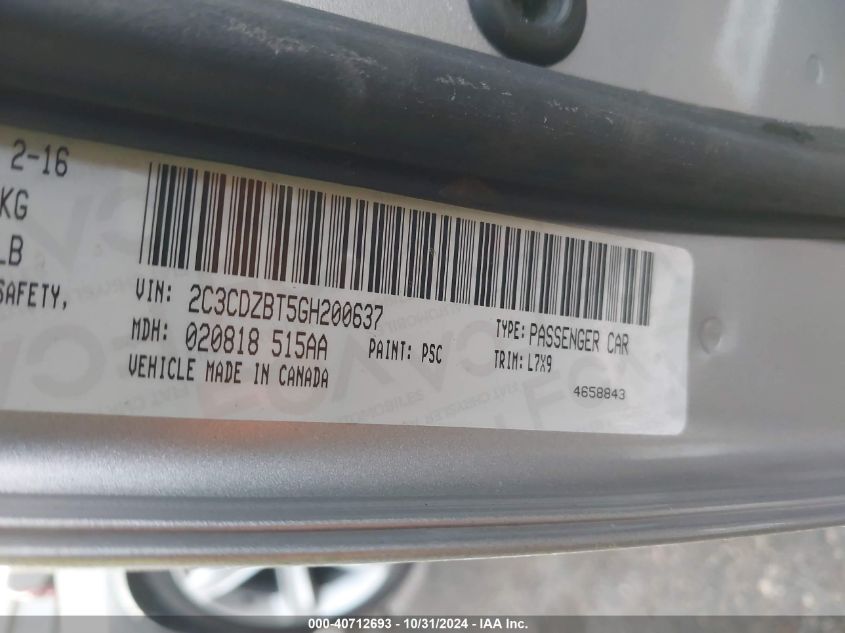 2-16
KG
LB
SAFETY,
VIN: 2C3CDZBT5GH200637
TYPE: PASSENGER CAR
MDH: 020818 515AA PAINT: PSC TRIM: L7X9
VEHICLE MADE IN CANADA
4658843
000-40712693 - 10/31/2024 - IAA Inc.